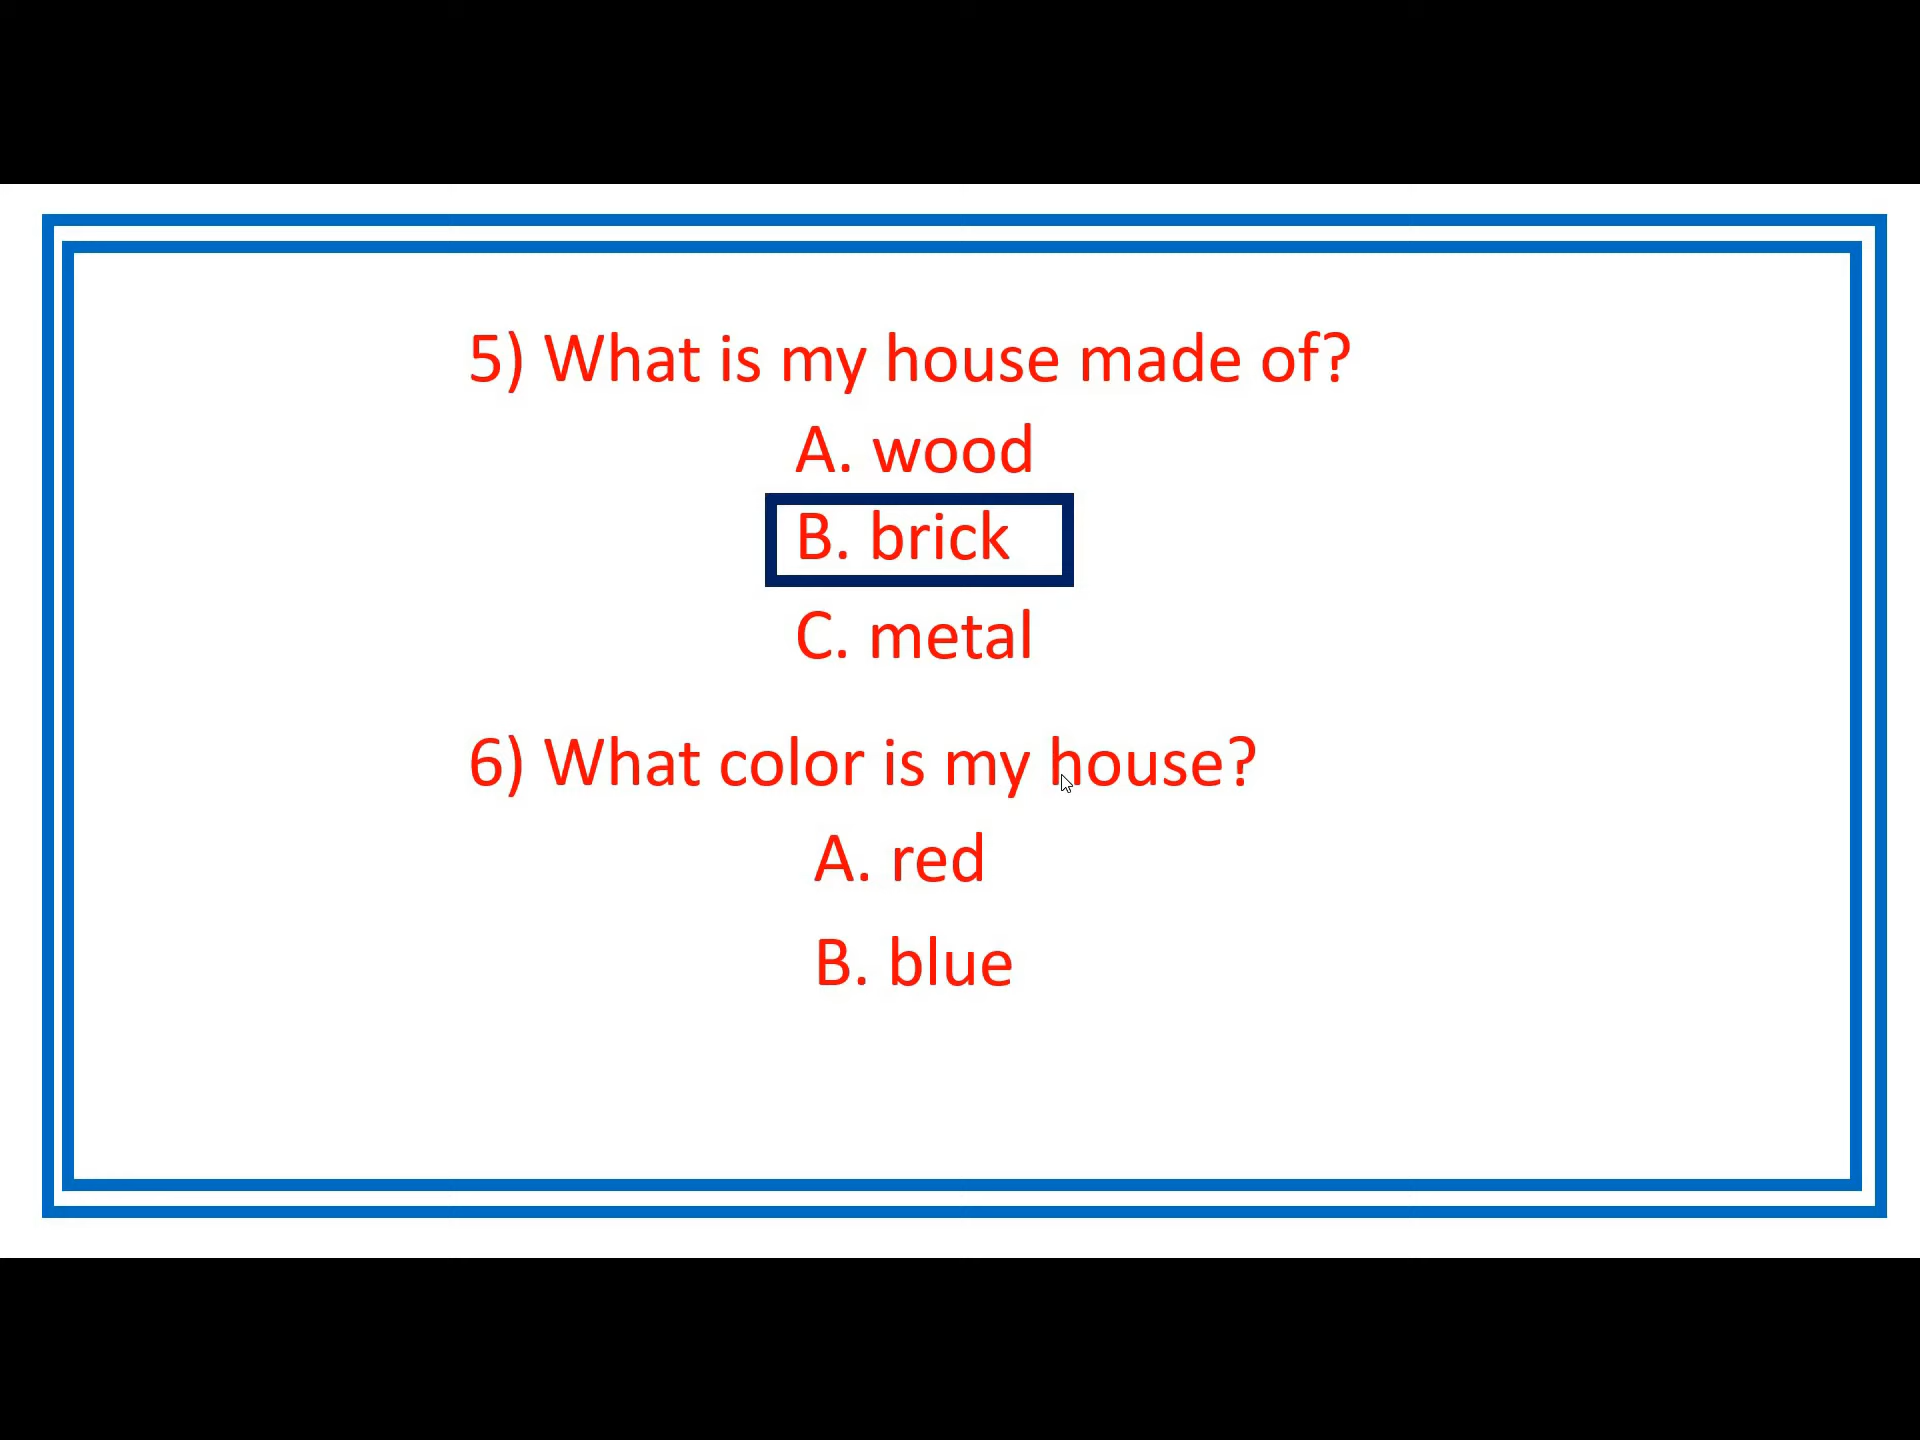 5) What is my house made of?
A. wood
B. brick
C. metal
6) What color is my house?
A. red
B. blue